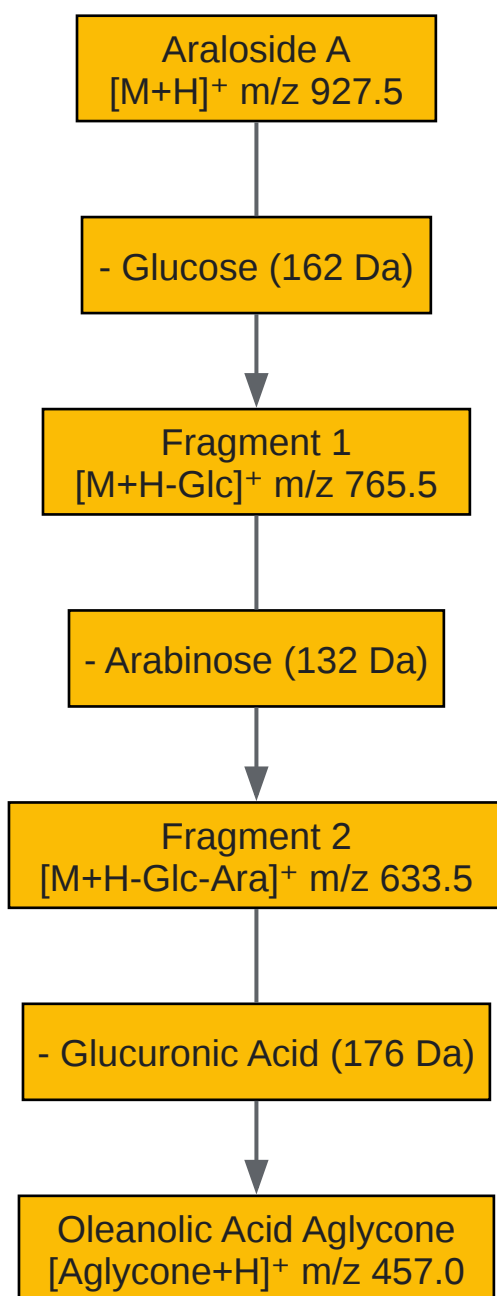 Araloside A
[M+H]⁺ m/z 927.5
- Glucose (162 Da)
Fragment 1
[M+H-Glc]⁺ m/z 765.5
- Arabinose (132 Da)
Fragment 2
[M+H-Glc-Ara]⁺ m/z 633.5
- Glucuronic Acid (176 Da)
Oleanolic Acid Aglycone
[Aglycone+H]⁺ m/z 457.0